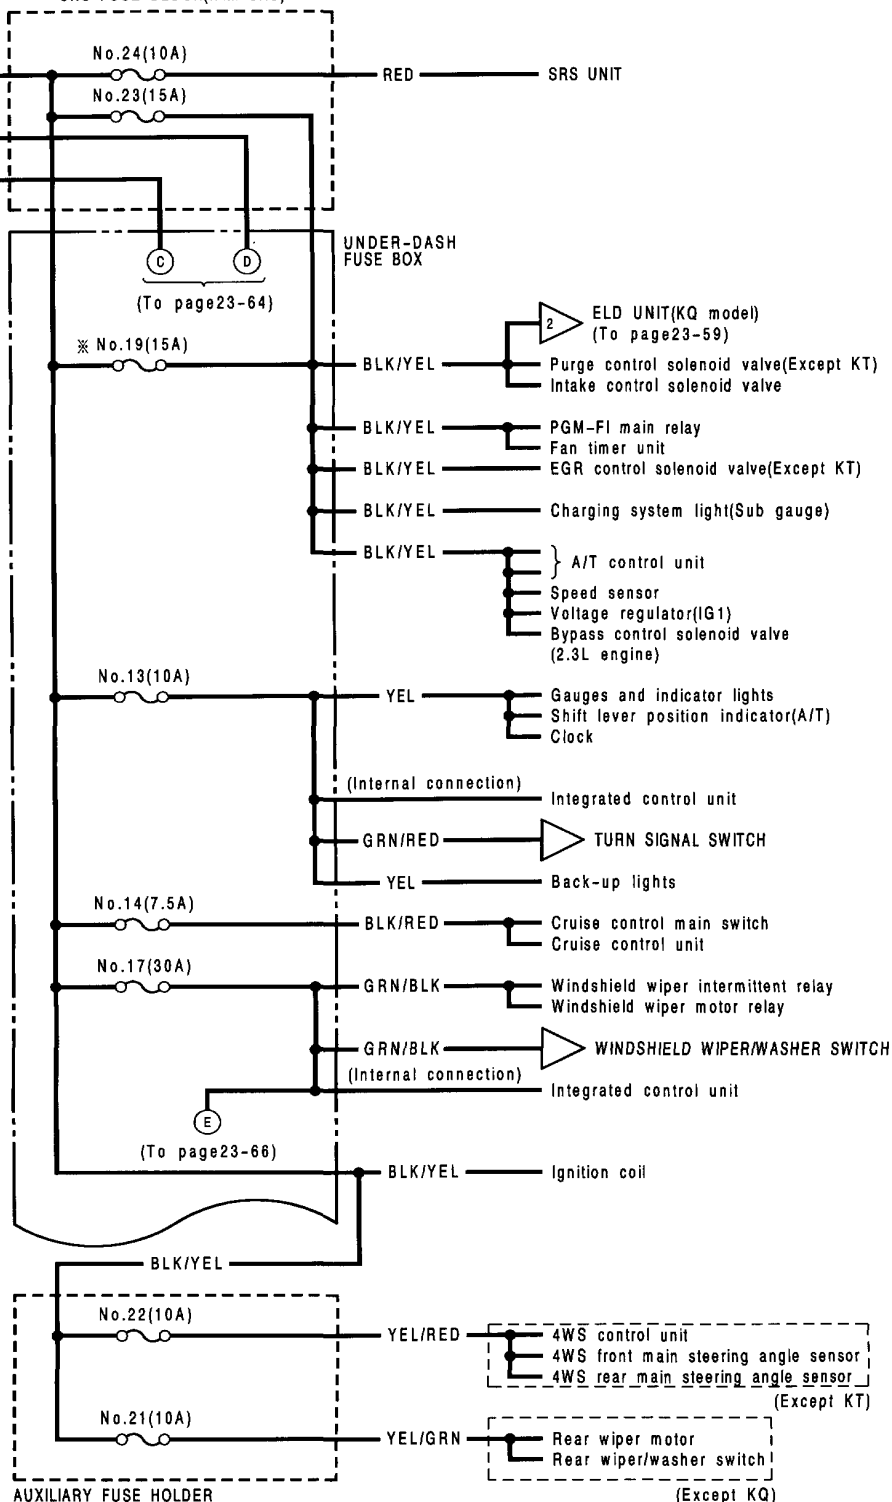 No.24(10A)
RED
SRS UNIT
No.23(15A)
UNDER-DASH
FUSE BOX
C
D
(To page23-64)
2
ELD UNIT(KQ model)
(To page23-59)
※ No.19(15A)
BLK/YEL
Purge control solenoid valve(Except KT)
Intake control solenoid valve
BLK/YEL
PGM-FI main relay
Fan timer unit
BLK/YEL
EGR control solenoid valve(Except KT)
BLK/YEL
Charging system light(Sub gauge)
BLK/YEL
A/T control unit
Speed sensor
Voltage regulator(IG1)
Bypass control solenoid valve
(2.3L engine)
No.13(10A)
YEL
Gauges and indicator lights
Shift lever position indicator(A/T)
Clock
(Internal connection)
Integrated control unit
GRN/RED
TURN SIGNAL SWITCH
YEL
Back-up lights
No.14(7.5A)
BLK/RED
Cruise control main switch
Cruise control unit
No.17(30A)
GRN/BLK
Windshield wiper intermittent relay
Windshield wiper motor relay
GRN/BLK
WINDSHIELD WIPER/WASHER SWITCH
(Internal connection)
Integrated control unit
E
(To page23-66)
BLK/YEL
Ignition coil
BLK/YEL
No.22(10A)
YEL/RED
4WS control unit
4WS front main steering angle sensor
4WS rear main steering angle sensor
(Except KT)
No.21(10A)
YEL/GRN
Rear wiper motor
Rear wiper/washer switch
AUXILIARY FUSE HOLDER
(Except KQ)